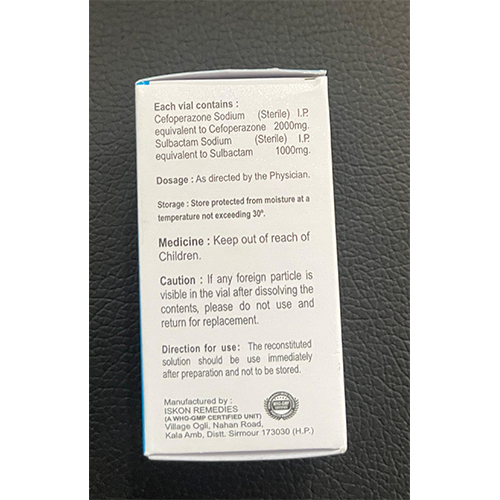 Each vial contains :
Cefoperazone Sodium (Sterile) I.P.
equivalent to Cefoperazone 2000mg.
Sulbactam Sodium (Sterile) I.P.
equivalent to Sulbactam 1000mg.
Dosage : As directed by the Physician.
Storage : Store protected from moisture at a
temperature not exceeding 30º.
Medicine : Keep out of reach of
Children.
Caution : If any foreign particle is
visible in the vial after dissolving the
contents, please do not use and
return for replacement.
Direction for use: The reconstituted
solution should be use immediately
after preparation and not to be stored.
Manufactured by :
ISKON REMEDIES
(A WHO-GMP CERTIFIED UNIT)
Village Ogli, Nahan Road,
Kala Amb, Distt. Sirmour 173030 (H.P.)